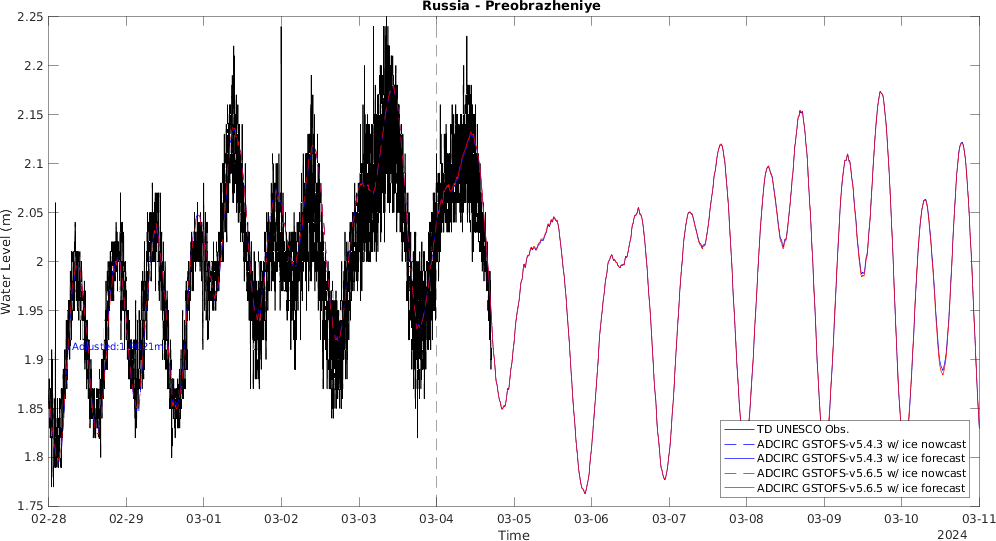 Russia - Preobrazheniye
Water Level (m)
2.25
2.2
2.15
2.1
2.05
2
1.95
1.9
1.85
1.8
1.75
TD UNESCO Obs.
ADCIRC GSTOFS-v5.4.3 w/ ice nowcast
ADCIRC GSTOFS-v5.4.3 w/ ice forecast
ADCIRC GSTOFS-v5.6.5 w/ ice nowcast
ADCIRC GSTOFS-v5.6.5 w/ ice forecast
02-28 02-29 03-01 03-02 03-03 03-04 03-05 03-06 03-07 03-08 03-09 03-10 03-11
Time
2024